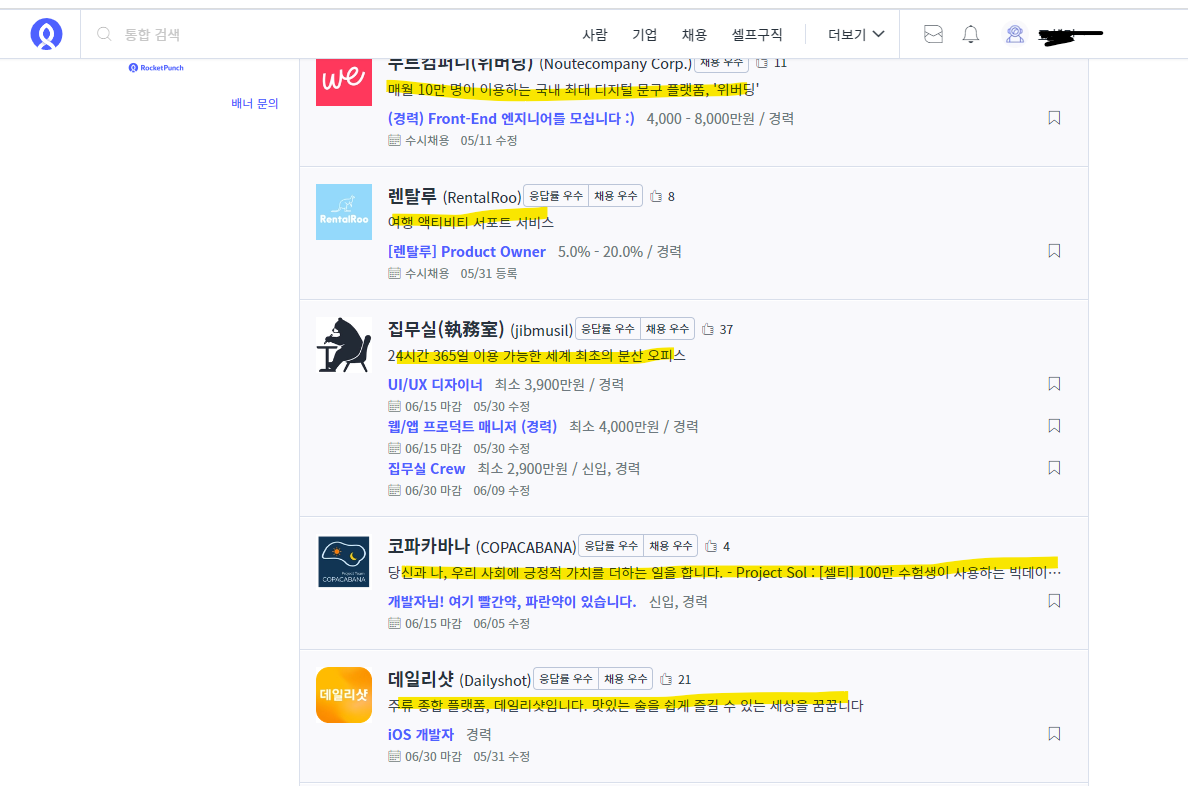 통합 검색
사람 기업 채용 셀프구직 더보기
RocketPunch
배너 문의
we
누트컴퍼니(위버딩) (Noutecompany Corp.) 채용 우수 11
매월 10만 명이 이용하는 국내 최대 디지털 문구 플랫폼, '위버딩'
(경력) Front-End 엔지니어를 모십니다 :) 4,000 - 8,000만원 / 경력
수시채용 05/11 수정
RentalRoo
렌탈루 (RentalRoo) 응답률 우수 채용 우수 8
여행 액티비티 서포트 서비스
[렌탈루] Product Owner 5.0% - 20.0% / 경력
수시채용 05/31 등록
집무실(執務室) (jibmusil) 응답률 우수 채용 우수 37
24시간 365일 이용 가능한 세계 최초의 분산 오피스
UI/UX 디자이너 최소 3,900만원 / 경력
06/15 마감 05/30 수정
웹/앱 프로덕트 매니저 (경력) 최소 4,000만원 / 경력
06/15 마감 05/30 수정
집무실 Crew 최소 2,900만원 / 신입, 경력
06/30 마감 06/09 수정
Project Team
COPACABANA
코파카바나 (COPACABANA) 응답률 우수 채용 우수 4
당신과 나, 우리 사회에 긍정적 가치를 더하는 일을 합니다. - Project Sol : [셀티] 100만 수험생이 사용하는 빅데이…
개발자님! 여기 빨간약, 파란약이 있습니다. 신입, 경력
06/15 마감 06/05 수정
데일리샷
데일리샷 (Dailyshot) 응답률 우수 채용 우수 21
주류 종합 플랫폼, 데일리샷입니다. 맛있는 술을 쉽게 즐길 수 있는 세상을 꿈꿉니다
iOS 개발자 경력
06/30 마감 05/31 수정